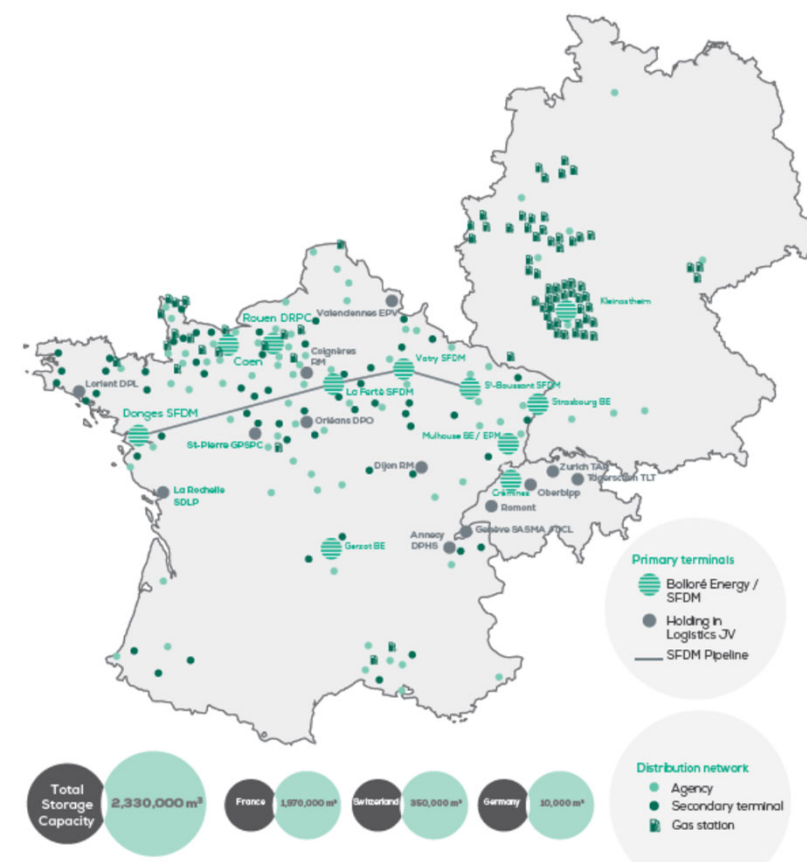 Kleinostheim
Valenciennes EPV
Rouen DRPC
Caen
Coignères
RM
Vatry SFDM
Lorient DPL
La Ferté SFDM
St-Baussant SFDM
Strasbourg BE
Donges SFDM
Orléans DPO
St-Pierre GPSPC
Mulhouse BE / EPM
Dijon RM
Zurich TAR
Tägerschen TLT
Crémines
Oberbipp
La Rochelle
SDLP
Romont
Annecy
DPHS
Genève SASMA
Gerzat BE
Primary terminals
Bolloré Energy /
SFDM
Holding in
Logistics JV
SFDM Pipeline
Distribution network
Agency
Secondary terminal
Gas station
Total
Storage
Capacity
2,330,000 m³
France
1,970,000 m³
Switzerland
350,000 m³
Germany
10,000 m³